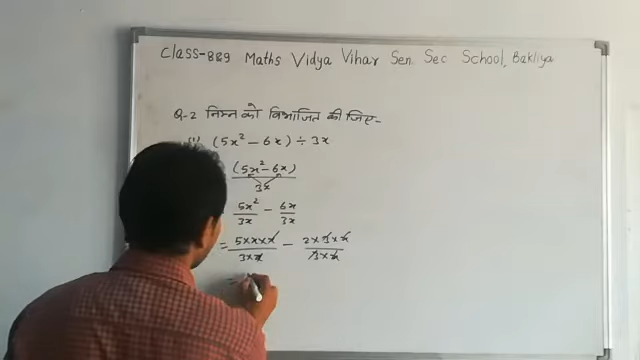 Class-8&9 Maths Vidya Vihar Sen. Sec School, Bakliya
Q-2 निम्न को विभाजित कीजिए-
(5x² - 6x) ÷ 3x
(5x² - 6x)
3x
5x² / 3x - 6x / 3x
= 5×x×x / 3×x - 2×3×x / 3×x
=